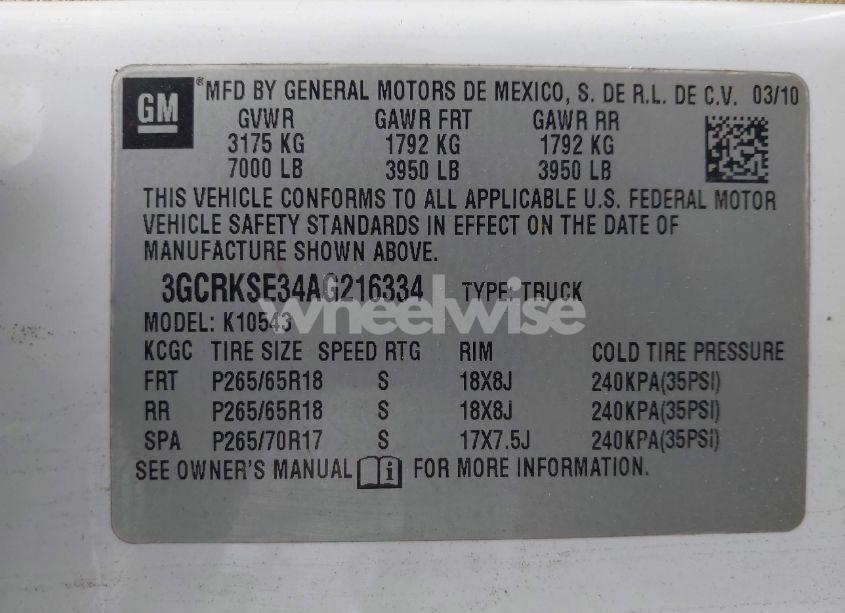 GM ® MFD BY GENERAL MOTORS DE MEXICO, S. DE R.L. DE C.V. 03/10
GVWR GAWR FRT GAWR RR
3175 KG 1792 KG 1792 KG
7000 LB 3950 LB 3950 LB
THIS VEHICLE CONFORMS TO ALL APPLICABLE U.S. FEDERAL MOTOR
VEHICLE SAFETY STANDARDS IN EFFECT ON THE DATE OF
MANUFACTURE SHOWN ABOVE.
3GCRKSE34AG216334 TYPE: TRUCK
wheelwise
MODEL: K10543
KCGC TIRE SIZE SPEED RTG RIM COLD TIRE PRESSURE
FRT P265/65R18 S 18X8J 240KPA(35PSI)
RR P265/65R18 S 18X8J 240KPA(35PSI)
SPA P265/70R17 S 17X7.5J 240KPA(35PSI)
SEE OWNER'S MANUAL i FOR MORE INFORMATION.